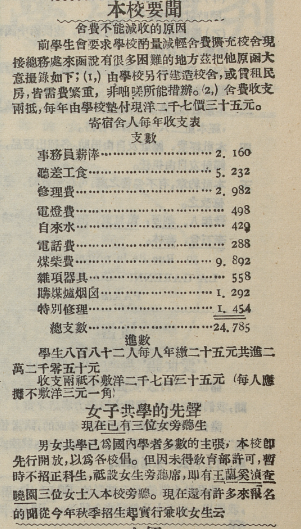 本校要聞
舍費不能減收的原因
前學生會要求學校酌量減輕舍費擴充校舍現
接總務處來函說有很多困難的地方茲把他原函大
意撮錄如下；(1,)由學校另行建造校舍，或賃租民
房，皆需費繁重，非咄嗟所能措辦。(2,)舍費收支
兩抵，每年由學校墊付現洋二千七價三十五元。
寄宿舍人每年收支表
支數
事務員薪滓 2. 160
聽差工食 5. 232
修理費 2. 982
電燈費 498
自來水 429
電話費 288
煤柴費 9. 892
雜項器具 558
購煤爐烟囪 1. 292
特別修理 1. 454
總支數 24.785
進數
學生八百八十二人每人年繳二十五元共進二
萬二千零五十元
收支兩祇不敷洋二千七百三十五元（每人應
攤不敷洋三元一角
女子共學的先聲
現在已有三位女旁聽生
男女共學已為國內學者多數的主張，本校卽
先行開放，以為各校倡。但因未得教育部許可，暫
時不招正科生，祇設女生旁聽席，即有王蘭奚湞查
曉園三位女士入本校旁聽。現在還有許多來報名
的聞從今年秋季招生起實行兼收女生云